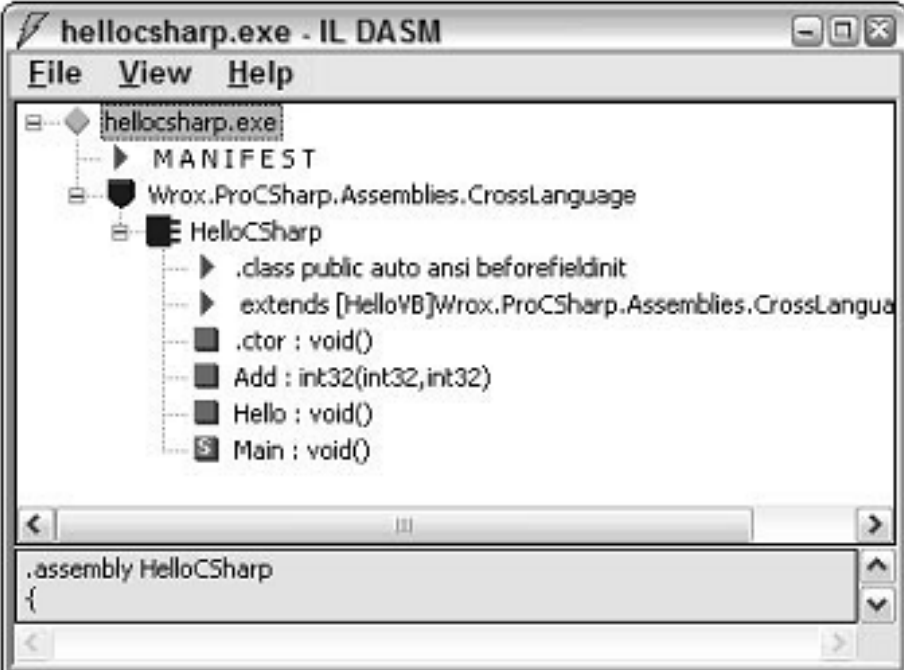 hellocsharp.exe - IL DASM
File View Help
hellocsharp.exe
MANIFEST
Wrox.ProCSharp.Assemblies.CrossLanguage
HelloCSharp
.class public auto ansi beforefieldinit
extends [HelloVB]Wrox.ProCSharp.Assemblies.CrossLangua
.ctor : void()
Add : int32(int32,int32)
Hello : void()
S Main : void()
.assembly HelloCSharp
{